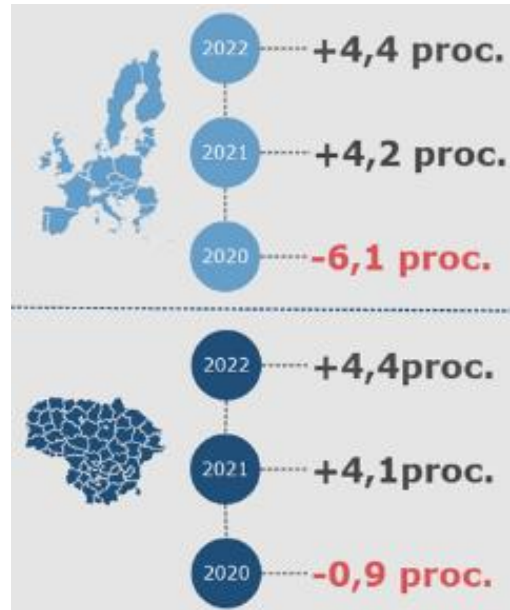 2022 +4,4 proc.
2021 +4,2 proc.
2020 -6,1 proc.
2022 +4,4proc.
2021 +4,1proc.
2020 -0,9 proc.